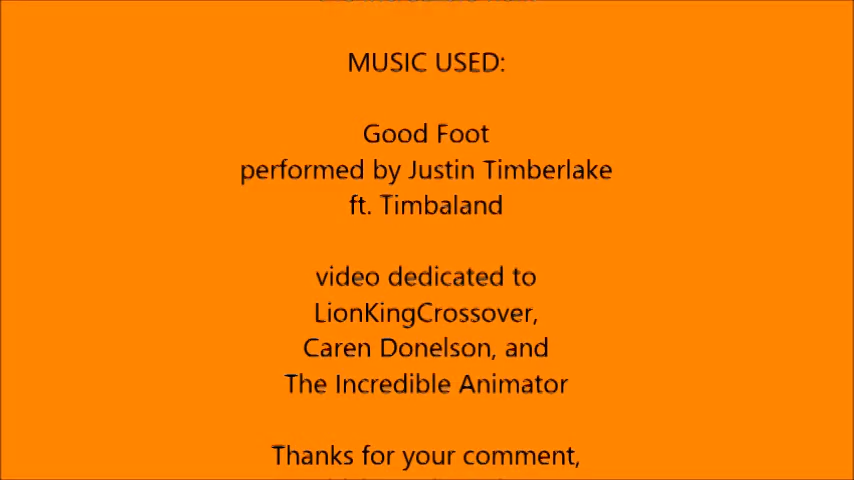 MUSIC USED:
Good Foot
performed by Justin Timberlake
ft. Timbaland
video dedicated to
LionKingCrossover,
Caren Donelson, and
The Incredible Animator
Thanks for your comment,